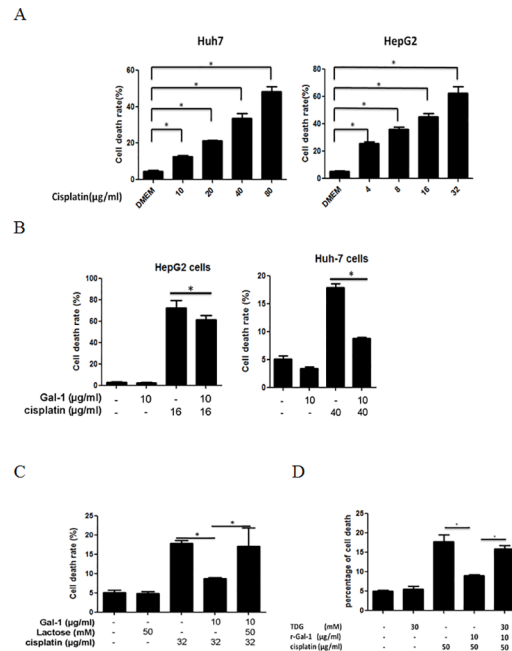 A
Huh7
HepG2
Cell death rate(%)
60
40
20
0
*
*
*
*
DMEM
10
20
40
80
Cell death rate(%)
80
60
40
20
0
*
*
*
*
DMEM
4
8
16
32
Cisplatin(μg/ml)
B
HepG2 cells
Huh-7 cells
Cell death rate (%)
100
80
60
40
20
0
*
Cell death rate (%)
20
15
10
5
0
*
Gal-1 (μg/ml) - 10 - 10 - 10 - 10
cisplatin (μg/ml) - - 16 16 - - 40 40
C
D
Cell death rate (%)
25
20
15
10
5
0
*
*
Gal-1 (μg/ml) - - - 10 10
Lactose (mM) - 50 - - 50
cisplatin (μg/ml) - - 32 32 32
percentage of cell death
25
20
15
10
5
0
*
*
TDG (mM) - 30 - - 30
r-Gal-1 (μg/ml) - - - 10 10
cisplatin (μg/ml) - - 50 50 50